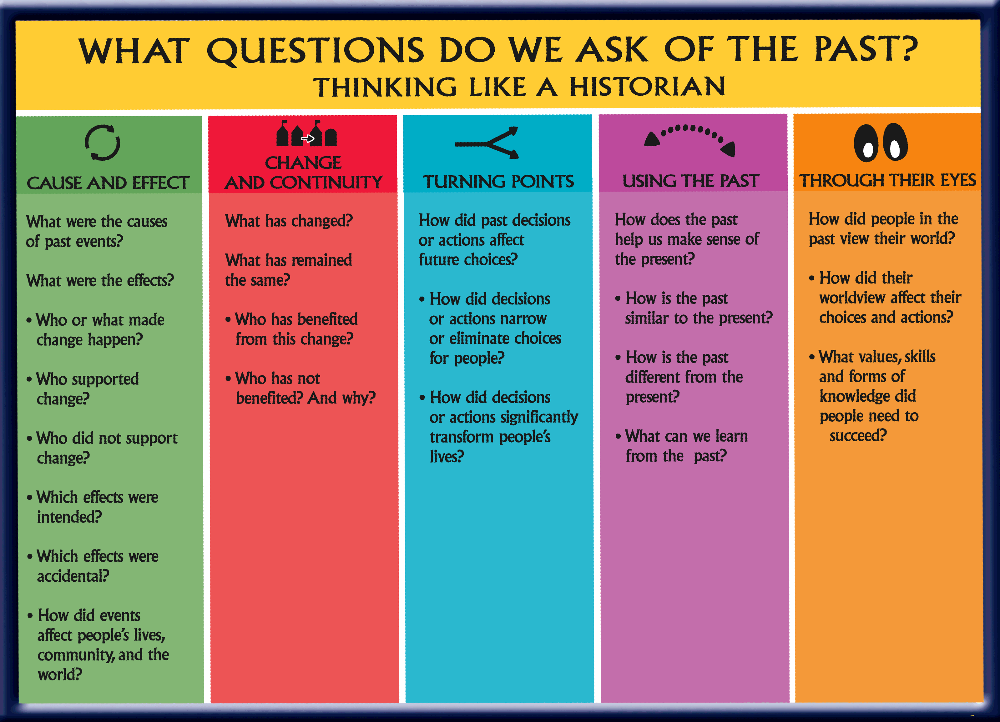 WHAT QUESTIONS DO WE ASK OF THE PAST?
THINKING LIKE A HISTORIAN
CAUSE AND EFFECT
What were the causes
of past events?
What were the effects?
• Who or what made
change happen?
• Who supported
change?
• Who did not support
change?
• Which effects were
intended?
• Which effects were
accidental?
• How did events
affect people's lives,
community, and the
world?
CHANGE
AND CONTINUITY
What has changed?
What has remained
the same?
• Who has benefited
from this change?
• Who has not
benefited? And why?
TURNING POINTS
How did past decisions
or actions affect
future choices?
• How did decisions
or actions narrow
or eliminate choices
for people?
• How did decisions
or actions significantly
transform people's
lives?
USING THE PAST
How does the past
help us make sense of
the present?
• How is the past
similar to the present?
• How is the past
different from the
present?
• What can we learn
from the past?
THROUGH THEIR EYES
How did people in the
past view their world?
• How did their
worldview affect their
choices and actions?
• What values, skills
and forms of
knowledge did
people need to
succeed?